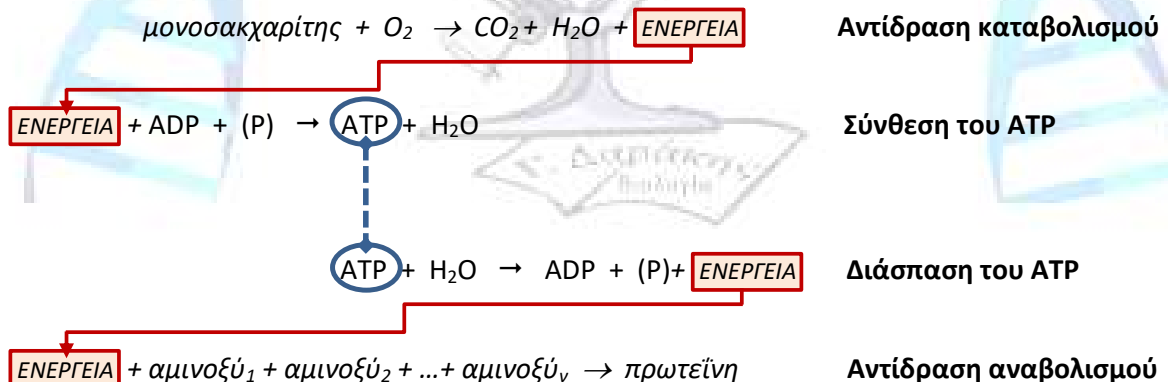 μονοσακχαρίτης + O₂ → CO₂ + H₂O + ΕΝΕΡΓΕΙΑ Αντίδραση καταβολισμού
ΕΝΕΡΓΕΙΑ + ADP + (P) → ATP + H₂O Σύνθεση του ATP
Βιολογία
ATP + H₂O → ADP + (P)+ ΕΝΕΡΓΕΙΑ Διάσπαση του ATP
ΕΝΕΡΓΕΙΑ + αμινοξύ₁ + αμινοξύ₂ + ...+ αμινοξύᵥ → πρωτεΐνη Αντίδραση αναβολισμού